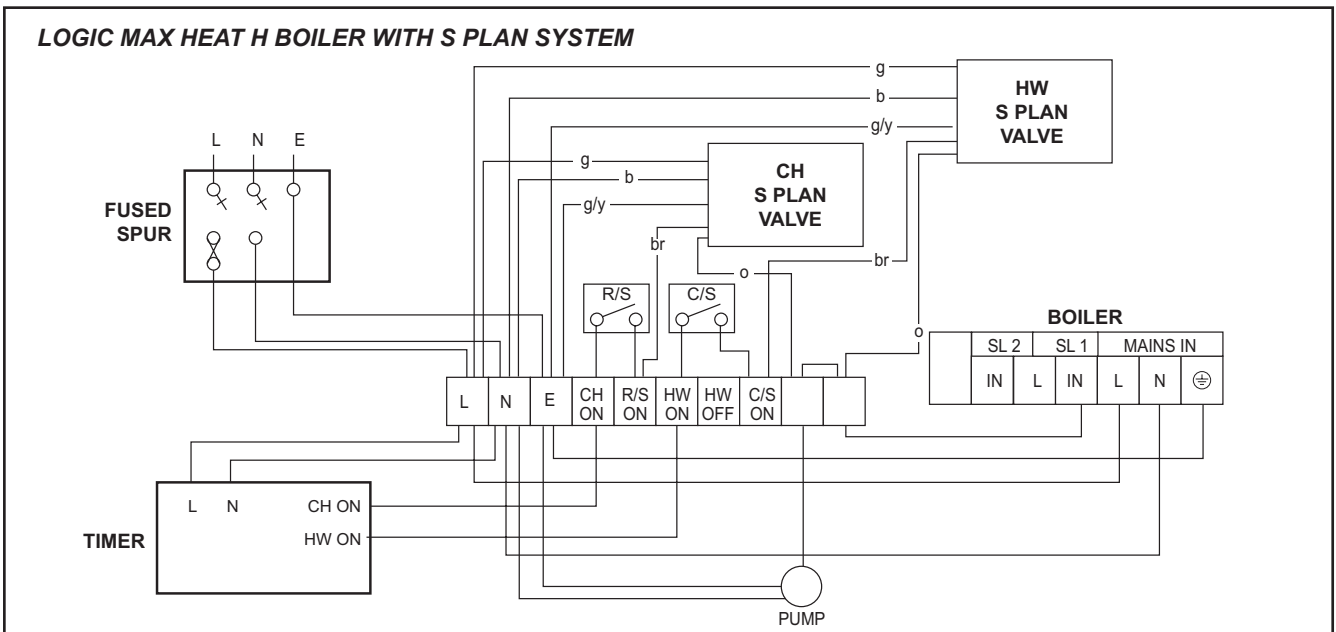 LOGIC MAX HEAT H BOILER WITH S PLAN SYSTEM
g
HW
S PLAN
VALVE
b
g/y
L N E
FUSED
SPUR
g
CH
S PLAN
VALVE
b
g/y
br
o
br
R/S
C/S
o
BOILER
SL 2 SL 1 MAINS IN
IN L IN L N
L N E CH ON R/S ON HW ON HW OFF C/S ON
L N CH ON
HW ON
TIMER
PUMP